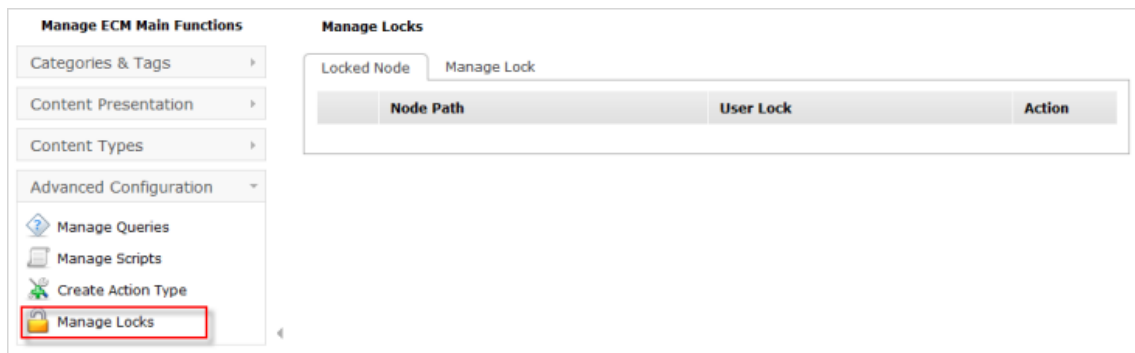 Manage ECM Main Functions
Categories & Tags
Content Presentation
Content Types
Advanced Configuration
Manage Queries
Manage Scripts
Create Action Type
Manage Locks
Manage Locks
Locked Node Manage Lock
Node Path User Lock Action